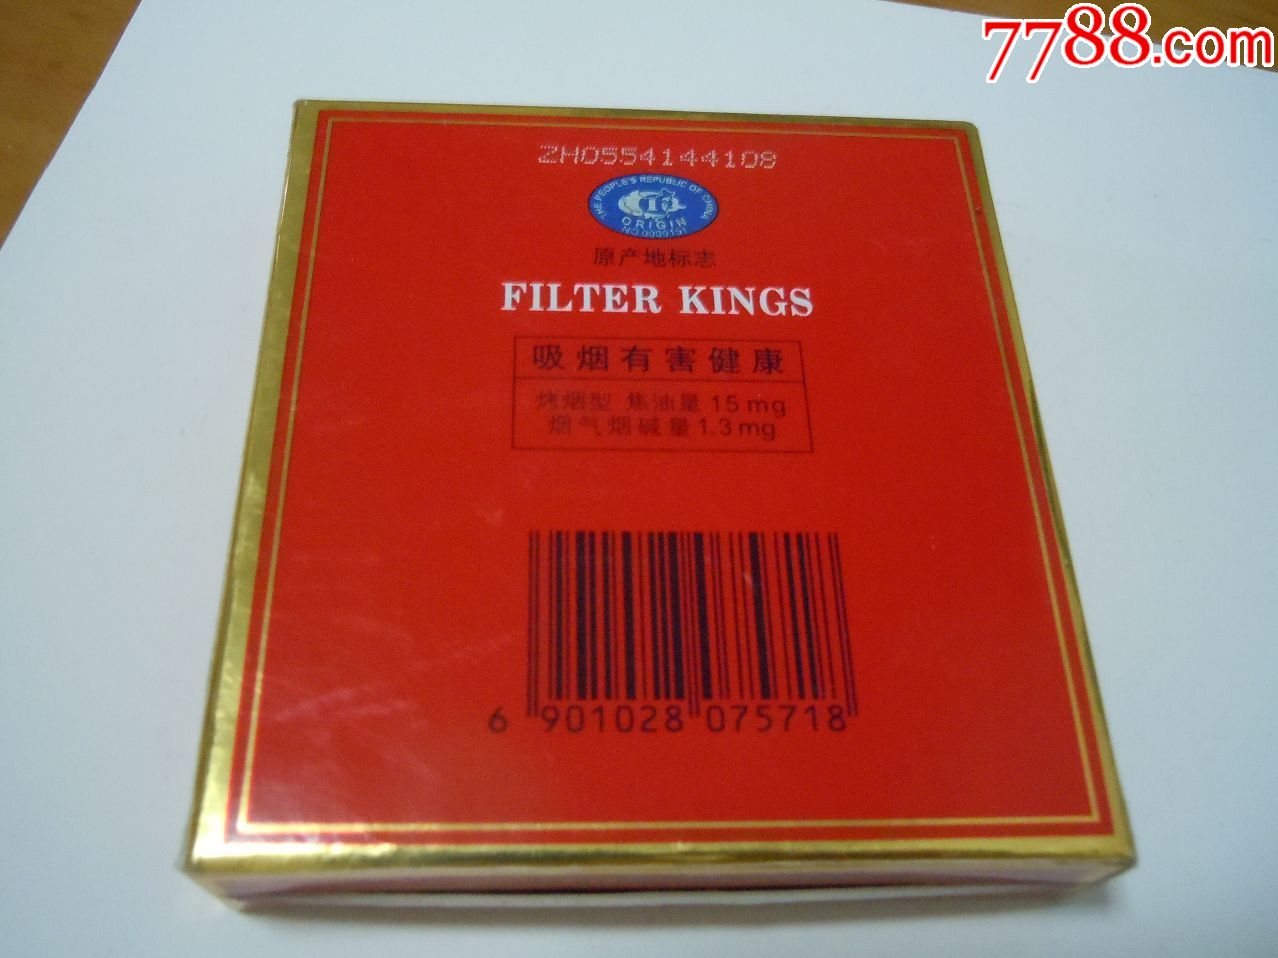 7788.com
ZH0554144108
THE PEOPLE'S REPUBLIC OF CHINA
ORIGIN
NO.0000151
原产地标志
FILTER KINGS
吸烟有害健康
烤烟型 焦油量 15 mg
烟气烟碱量 1.3 mg
6 901028 075718